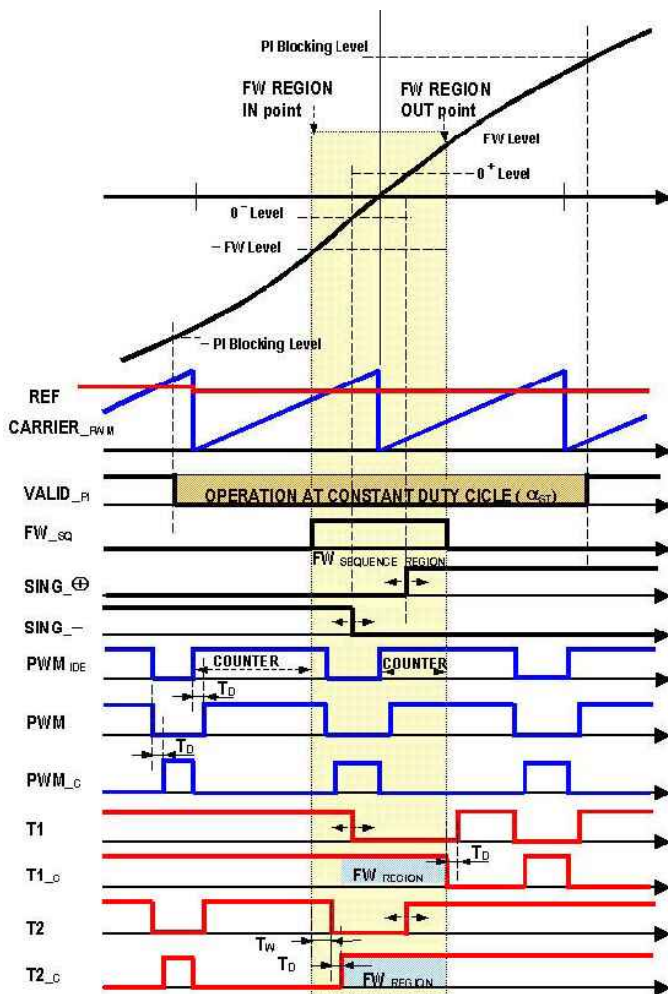 PI Blocking Level
FW REGION
IN point
FW REGION
OUT point
FW Level
0+ Level
0− Level
− FW Level
− PI Blocking Level
REF
CARRIER_PWM
VALID_PI
OPERATION AT CONSTANT DUTY CICLE ( αST)
FW_SQ
FW SEQUENCE REGION
SING_⊕
SING_−
PWM IDE
COUNTER
COUNTER
TD
PWM
TD
PWM_C
T1
TD
T1_C
FW REGION
T2
TW
TD
T2_C
FW REGION